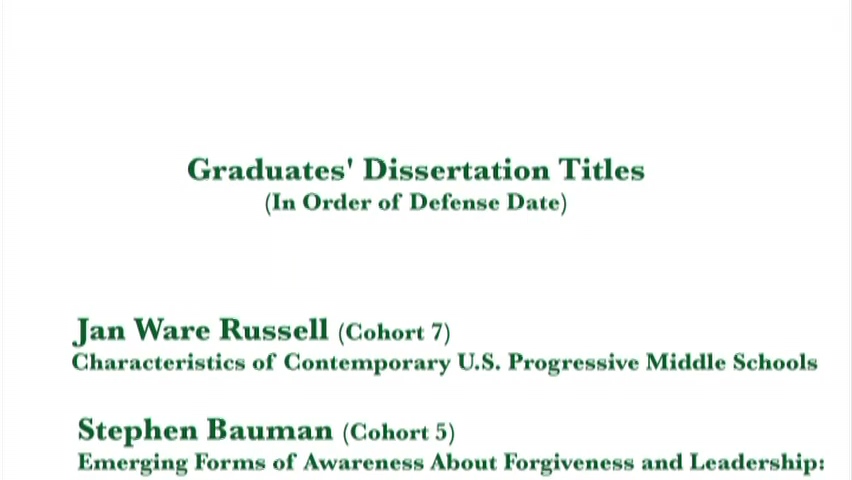 Graduates' Dissertation Titles
(In Order of Defense Date)
Jan Ware Russell (Cohort 7)
Characteristics of Contemporary U.S. Progressive Middle Schools
Stephen Bauman (Cohort 5)
Emerging Forms of Awareness About Forgiveness and Leadership: